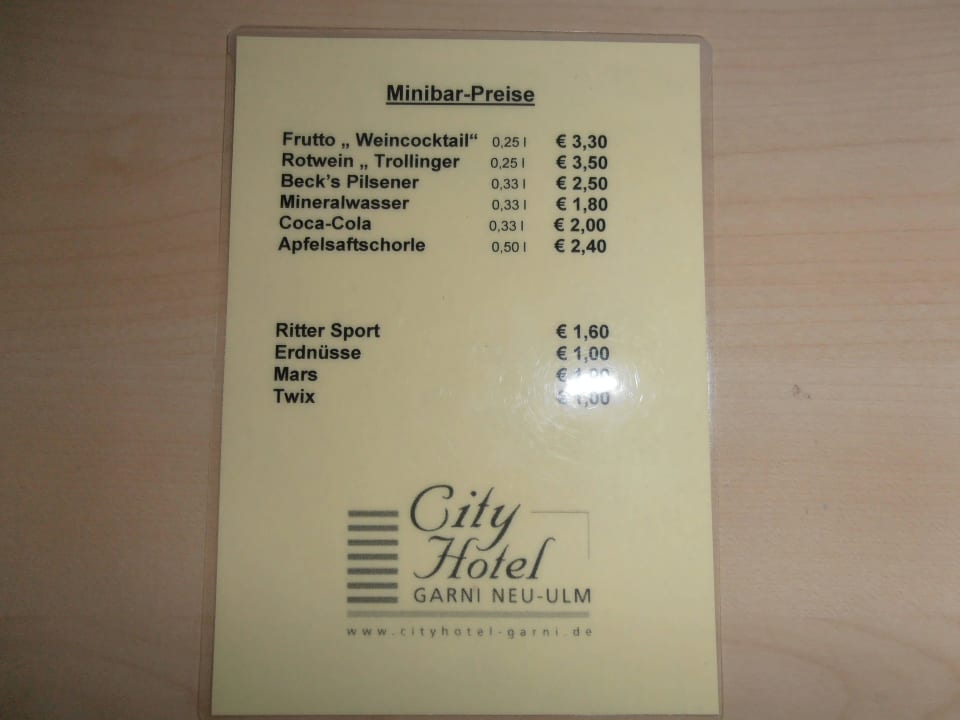 Minibar-Preise
Frutto „ Weincocktail“ 0,25 l € 3,30
Rotwein „ Trollinger 0,25 l € 3,50
Beck's Pilsener 0,33 l € 2,50
Mineralwasser 0,33 l € 1,80
Coca-Cola 0,33 l € 2,00
Apfelsaftschorle 0,50 l € 2,40
Ritter Sport € 1,60
Erdnüsse € 1,00
Mars
Twix € 1,00
City
Hotel
GARNI NEU-ULM
www.cityhotel-garni.de